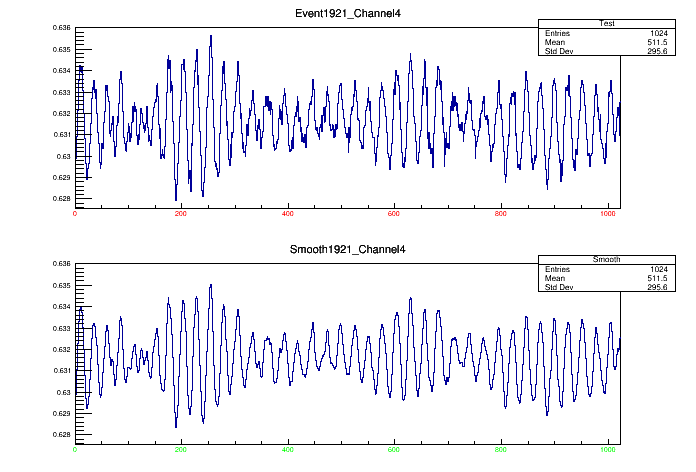 Event1921_Channel4
Test
Entries 1024
Mean 511.5
Std Dev 295.6
0.636
0.635
0.634
0.633
0.632
0.631
0.63
0.629
0.628
0 200 400 600 800 1000
Smooth1921_Channel4
Smooth
Entries 1024
Mean 511.5
Std Dev 295.6
0.636
0.635
0.634
0.633
0.632
0.631
0.63
0.629
0.628
0 200 400 600 800 1000